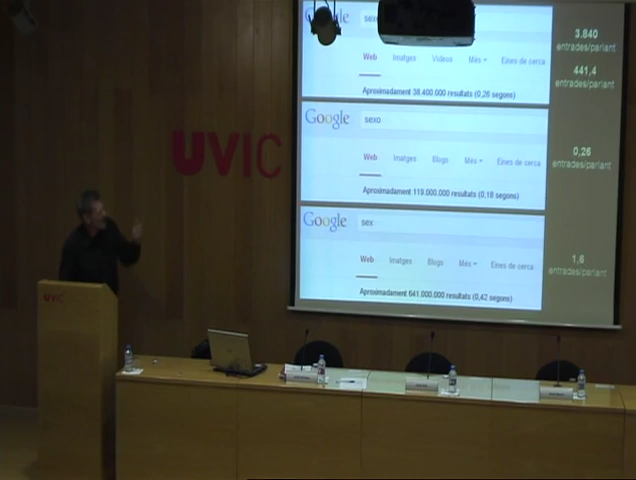 Google
sexe
Web Imatges Vídeos Més Eines de cerca
Aproximadament 38.400.000 resultats (0,26 segons)
3.840
entrades/parlant
441,4
entrades/parlant
Google
sexo
Web Imatges Blogs Més Eines de cerca
Aproximadament 119.000.000 resultats (0,18 segons)
0,26
entrades/parlant
Google
sex
Web Imatges Blogs Més Eines de cerca
Aproximadament 641.000.000 resultats (0,42 segons)
1,6
entrades/parlant
UVIC
UVIC